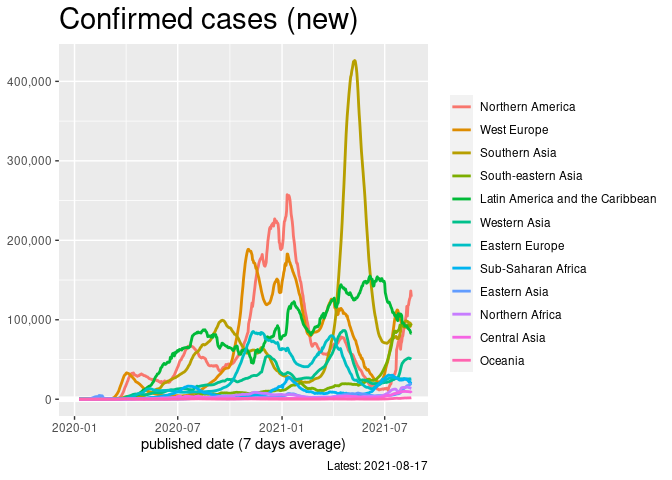 Confirmed cases (new)
400,000
300,000
200,000
100,000
0
2020-01
2020-07
2021-01
2021-07
published date (7 days average)
Northern America
West Europe
Southern Asia
South-eastern Asia
Latin America and the Caribbean
Western Asia
Eastern Europe
Sub-Saharan Africa
Eastern Asia
Northern Africa
Central Asia
Oceania
Latest: 2021-08-17